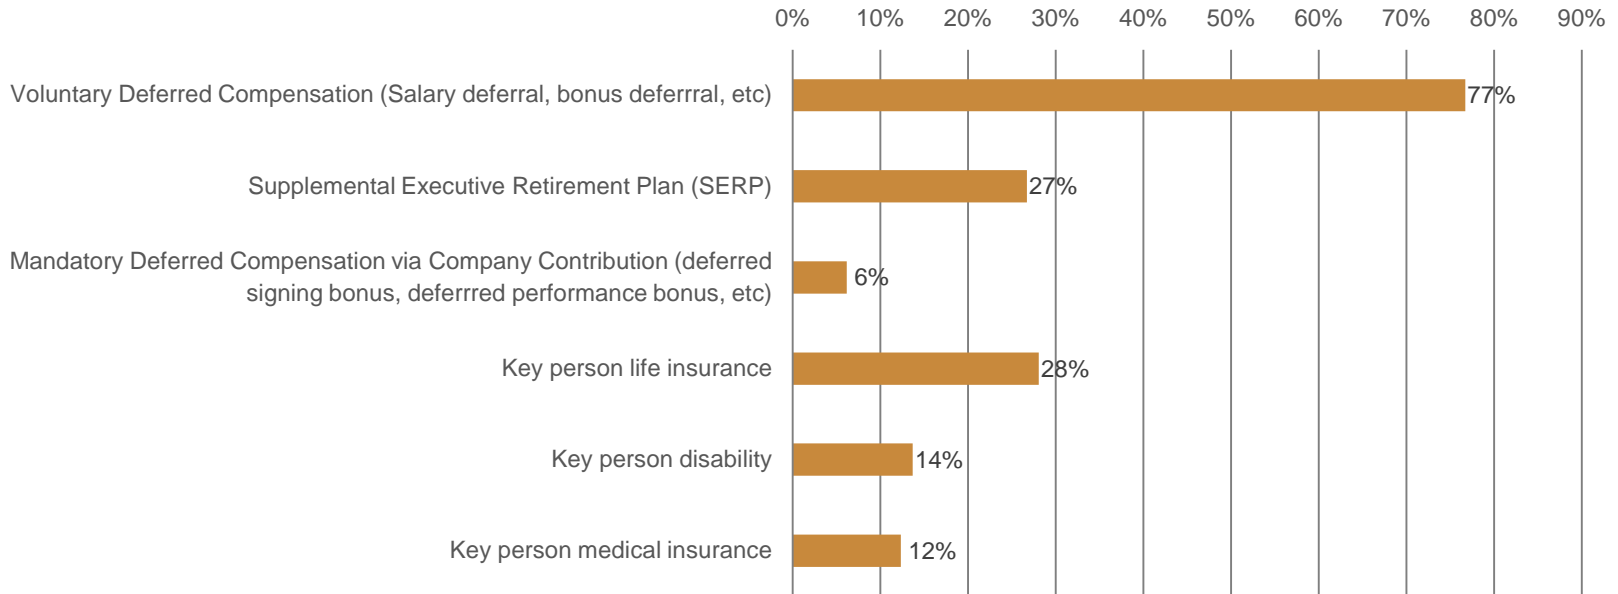 0% 10% 20% 30% 40% 50% 60% 70% 80% 90%
Voluntary Deferred Compensation (Salary deferral, bonus deferrral, etc) 77%
Supplemental Executive Retirement Plan (SERP) 27%
Mandatory Deferred Compensation via Company Contribution (deferred
signing bonus, deferrred performance bonus, etc) 6%
Key person life insurance 28%
Key person disability 14%
Key person medical insurance 12%